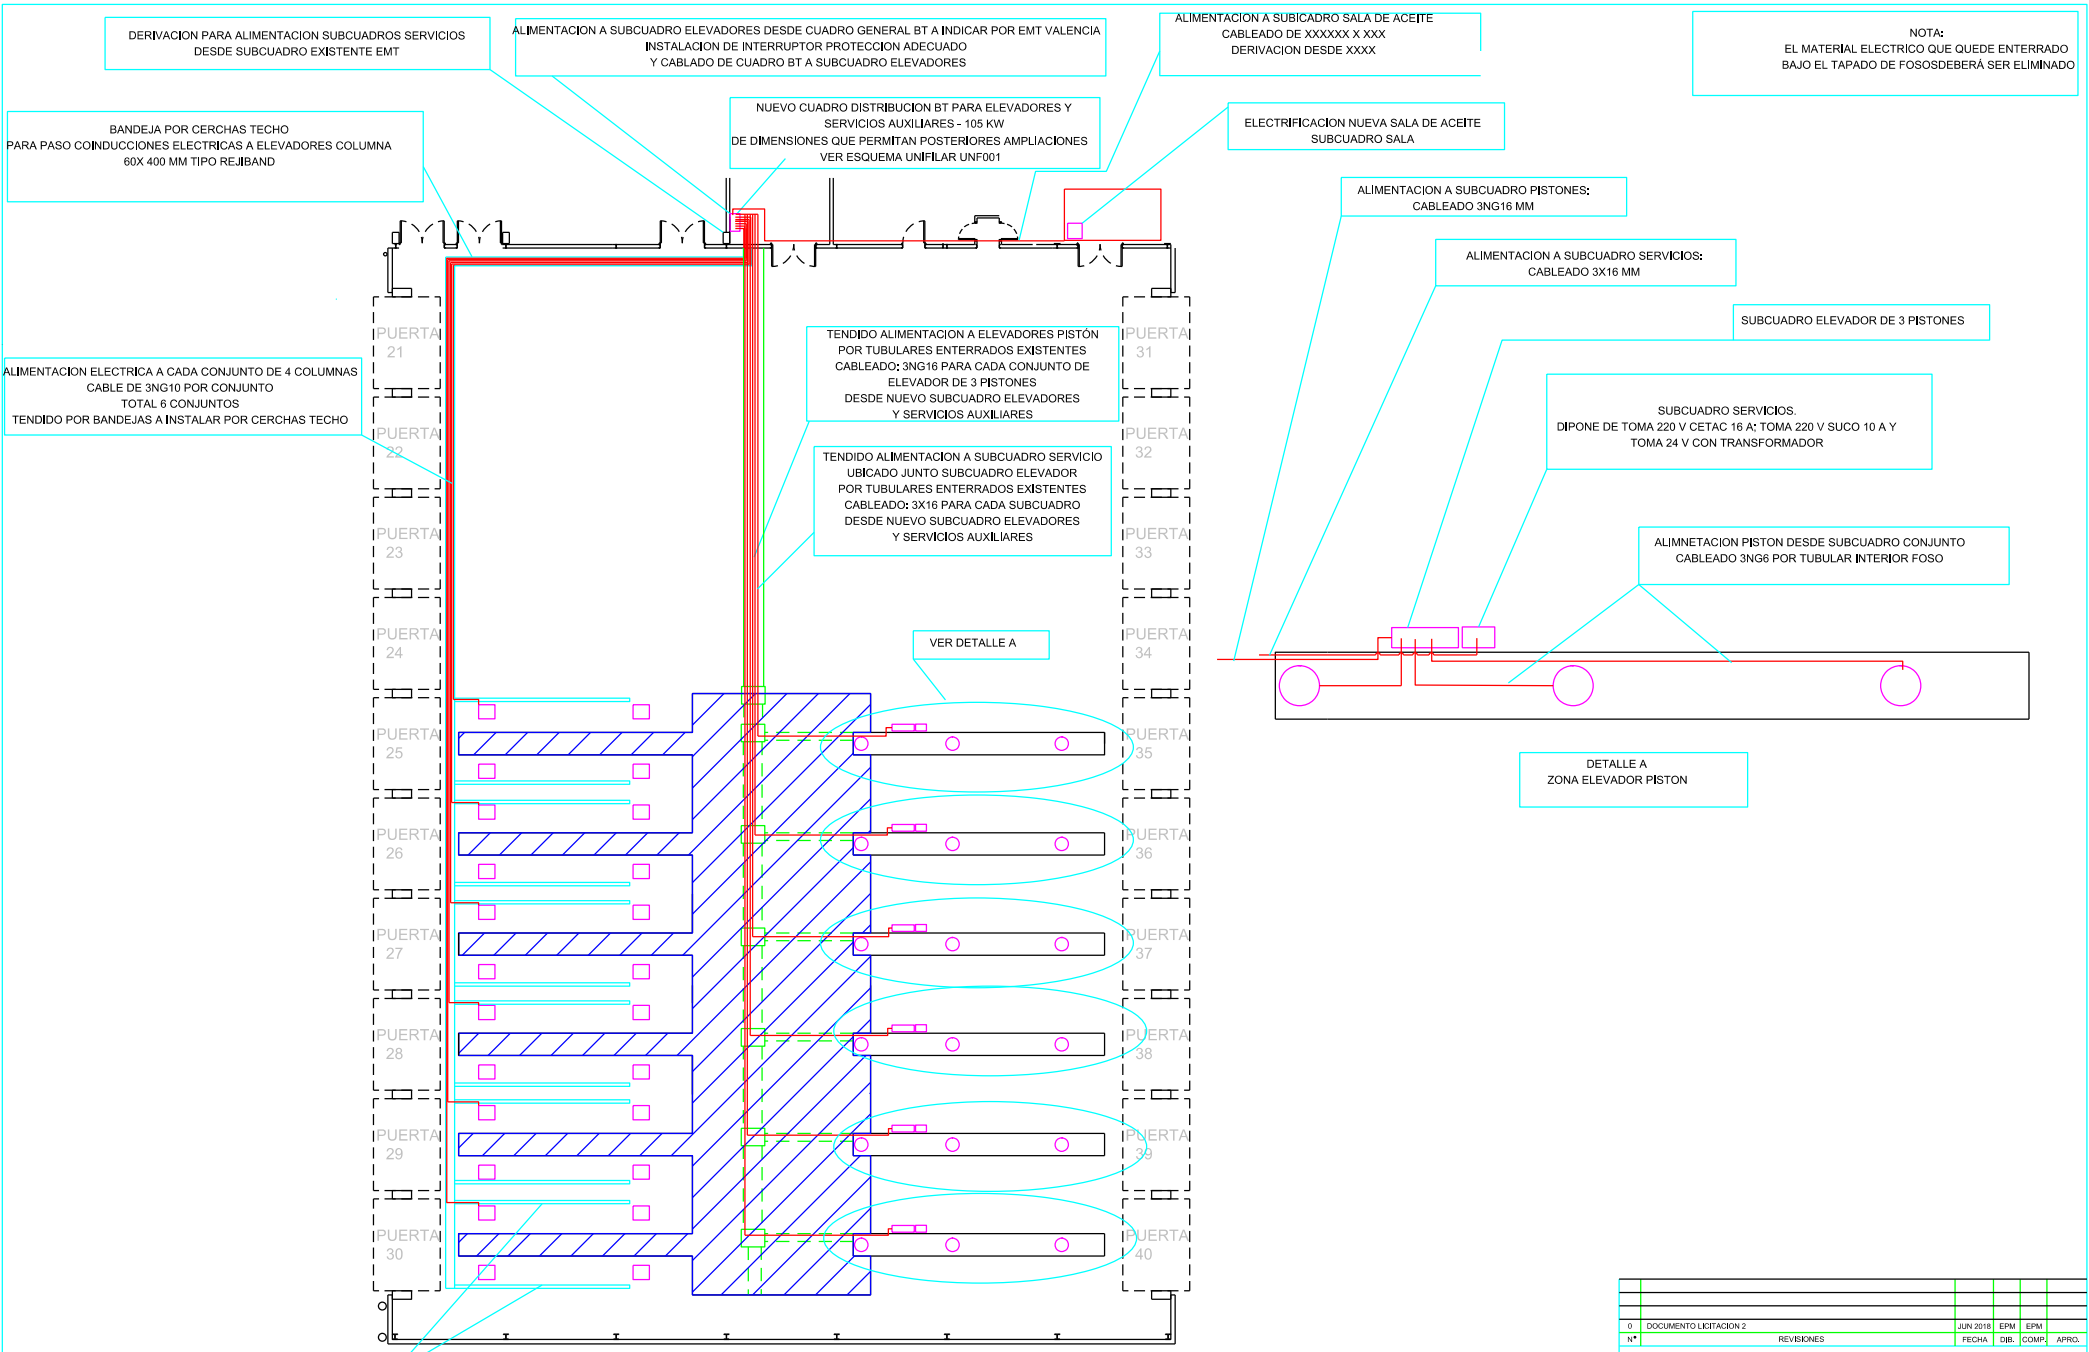 DERIVACION PARA ALIMENTACION SUBCUADROS SERVICIOS
DESDE SUBCUADRO EXISTENTE EMT
ALIMENTACION A SUBCUADRO ELEVADORES DESDE CUADRO GENERAL BT A INDICAR POR EMT VALENCIA
INSTALACION DE INTERRUPTOR PROTECCION ADECUADO
Y CABLADO DE CUADRO BT A SUBCUADRO ELEVADORES
ALIMENTACION A SUBICADRO SALA DE ACEITE
CABLEADO DE XXXXXX X XXX
DERIVACION DESDE XXXX
NOTA:
EL MATERIAL ELECTRICO QUE QUEDE ENTERRADO
BAJO EL TAPADO DE FOSOSDEBERÁ SER ELIMINADO
BANDEJA POR CERCHAS TECHO
PARA PASO COINDUCCIONES ELECTRICAS A ELEVADORES COLUMNA
60X 400 MM TIPO REJIBAND
NUEVO CUADRO DISTRIBUCION BT PARA ELEVADORES Y
SERVICIOS AUXILIARES - 105 KW
DE DIMENSIONES QUE PERMITAN POSTERIORES AMPLIACIONES
VER ESQUEMA UNIFILAR UNF001
ELECTRIFICACION NUEVA SALA DE ACEITE
SUBCUADRO SALA
ALIMENTACION A SUBCUADRO PISTONES:
CABLEADO 3NG16 MM
ALIMENTACION A SUBCUADRO SERVICIOS:
CABLEADO 3X16 MM
SUBCUADRO ELEVADOR DE 3 PISTONES
ALIMENTACION ELECTRICA A CADA CONJUNTO DE 4 COLUMNAS
CABLE DE 3NG10 POR CONJUNTO
TOTAL 6 CONJUNTOS
TENDIDO POR BANDEJAS A INSTALAR POR CERCHAS TECHO
TENDIDO ALIMENTACION A ELEVADORES PISTÓN
POR TUBULARES ENTERRADOS EXISTENTES
CABLEADO: 3NG16 PARA CADA CONJUNTO DE
ELEVADOR DE 3 PISTONES
DESDE NUEVO SUBCUADRO ELEVADORES
Y SERVICIOS AUXILIARES
TENDIDO ALIMENTACION A SUBCUADRO SERVICIO
UBICADO JUNTO SUBCUADRO ELEVADOR
POR TUBULARES ENTERRADOS EXISTENTES
CABLEADO: 3X16 PARA CADA SUBCUADRO
DESDE NUEVO SUBCUADRO ELEVADORES
Y SERVICIOS AUXILIARES
SUBCUADRO SERVICIOS.
DIPONE DE TOMA 220 V CETAC 16 A; TOMA 220 V SUCO 10 A Y
TOMA 24 V CON TRANSFORMADOR
ALIMNETACION PISTON DESDE SUBCUADRO CONJUNTO
CABLEADO 3NG6 POR TUBULAR INTERIOR FOSO
VER DETALLE A
DETALLE A
ZONA ELEVADOR PISTON
PUERTA
21
PUERTA
22
PUERTA
23
PUERTA
24
PUERTA
25
PUERTA
26
PUERTA
27
PUERTA
28
PUERTA
29
PUERTA
30
PUERTA
31
PUERTA
32
PUERTA
33
PUERTA
34
PUERTA
35
PUERTA
36
PUERTA
37
PUERTA
38
PUERTA
39
PUERTA
40
0 DOCUMENTO LICITACION 2 JUN 2018 EPM EPM
Nº REVISIONES FECHA DIB. COMP. APRO.